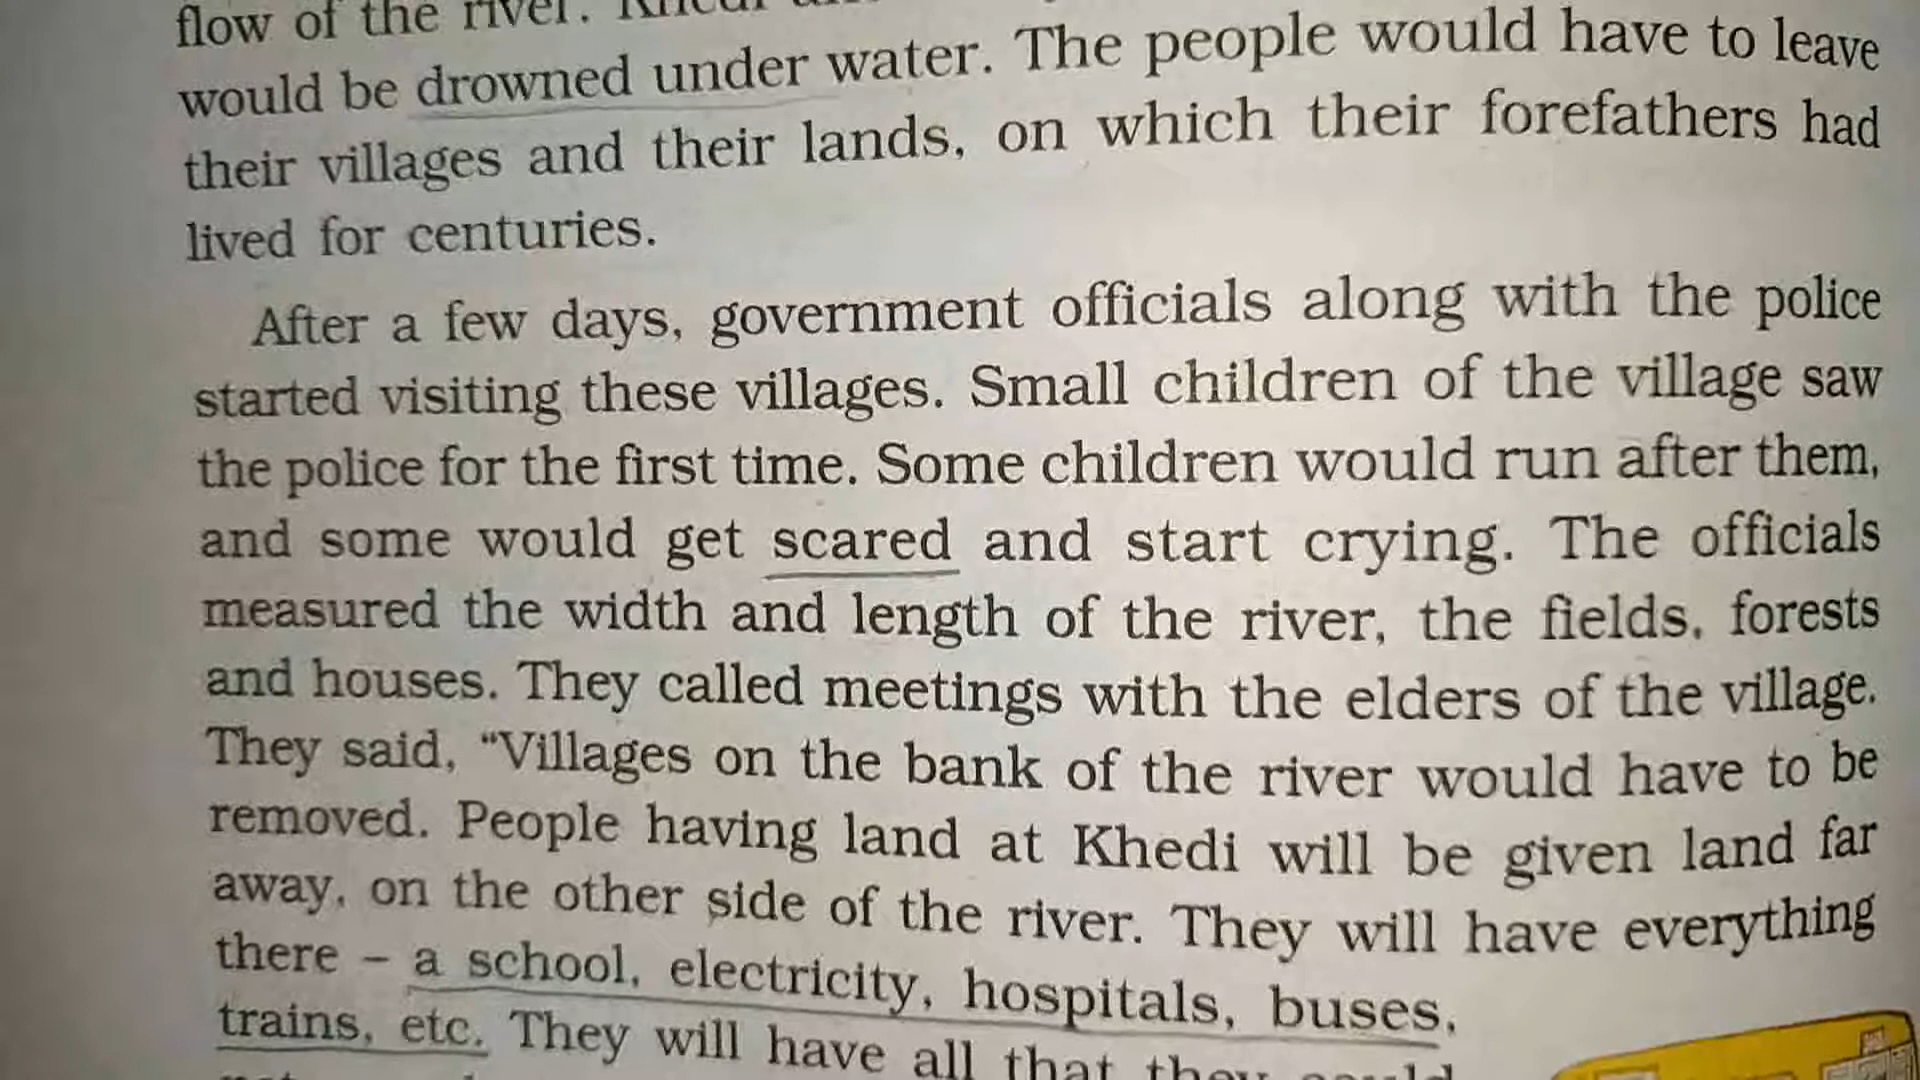 flow of the river.
would be drowned under water. The people would have to leave
their villages and their lands, on which their forefathers had
lived for centuries.
After a few days, government officials along with the police
started visiting these villages. Small children of the village saw
the police for the first time. Some children would run after them,
and some would get scared and start crying. The officials
measured the width and length of the river, the fields, forests
and houses. They called meetings with the elders of the village.
They said, “Villages on the bank of the river would have to be
removed. People having land at Khedi will be given land far
away, on the other side of the river. They will have everything
there – a school, electricity, hospitals, buses,
trains, etc. They will have all that they could